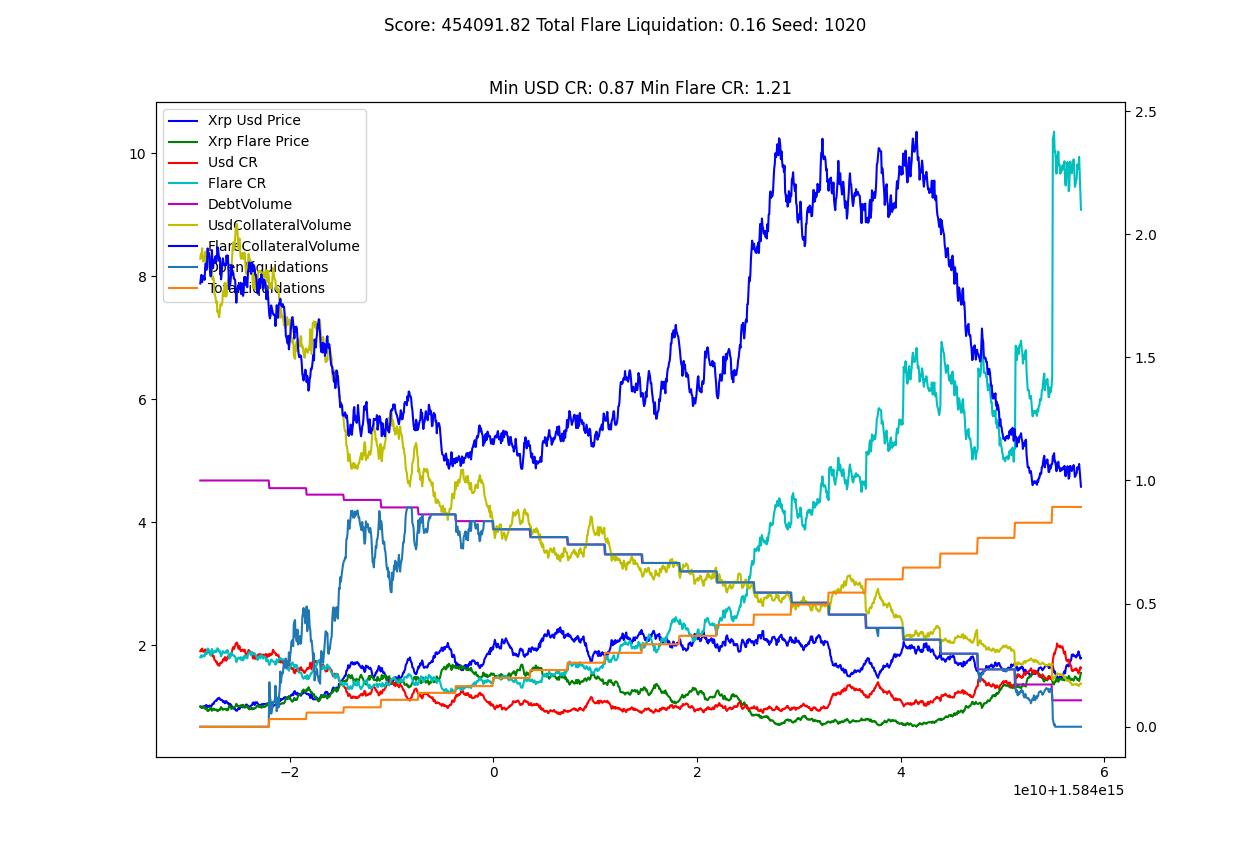 Score: 454091.82 Total Flare Liquidation: 0.16 Seed: 1020
Min USD CR: 0.87 Min Flare CR: 1.21
Xrp Usd Price
Xrp Flare Price
Usd CR
Flare CR
DebtVolume
UsdCollateralVolume
FlareCollateralVolume
OpenLiquidations
TotalLiquidations
10
8
6
4
2
2.5
2.0
1.5
1.0
0.5
0.0
−2
0
2
4
6
1e10+1.584e15